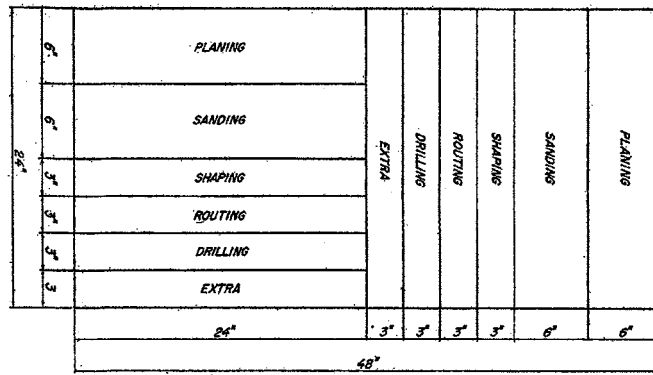 PLANING
SANDING
SHAPING
ROUTING
DRILLING
EXTRA
EXTRA
DRILLING
ROUTING
SHAPING
SANDING
PLANING
6"
6"
3"
3"
3"
3
24"
24" 3" 3" 3" 3" 6" 6"
48"